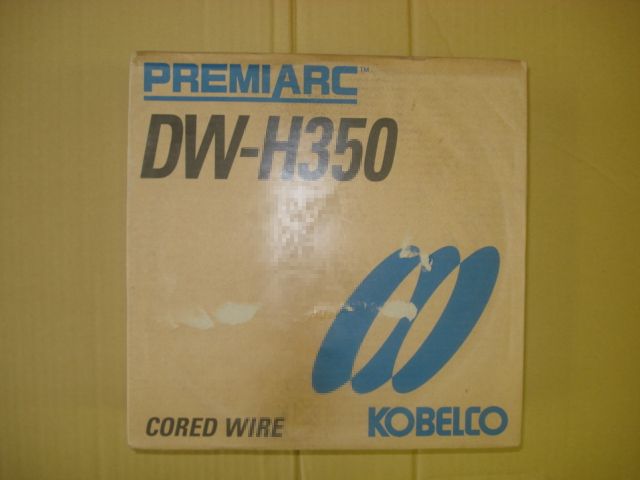 PREMIARC™
DW-H350
CORED WIRE
KOBELCO